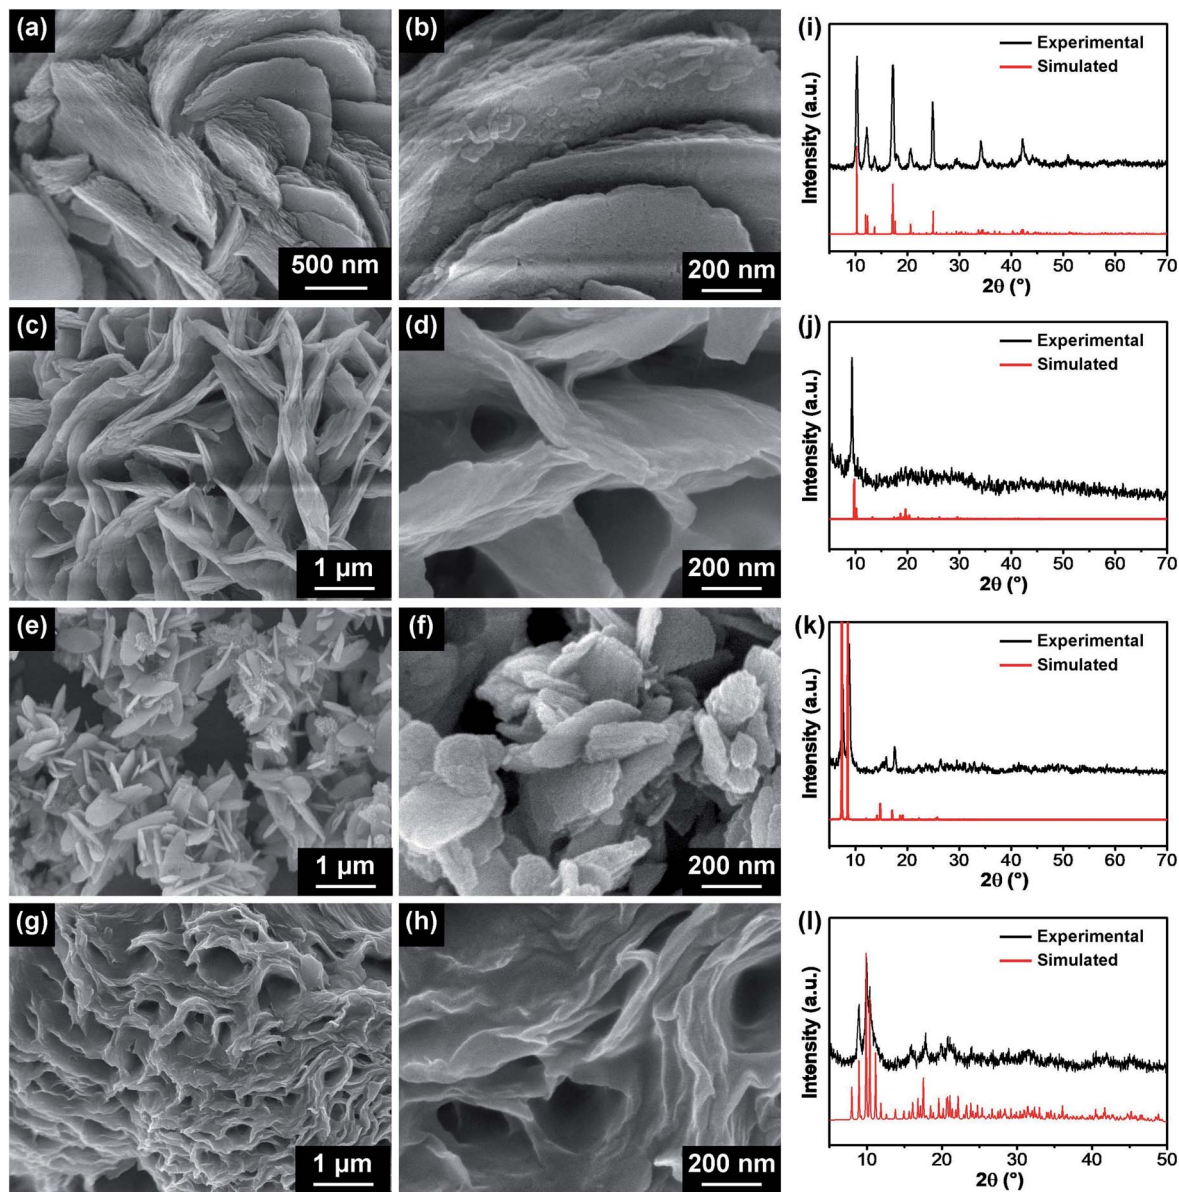 (a)
500 nm
(b)
200 nm
(i)
Experimental
Simulated
Intensity (a.u.)
10 20 30 40 50 60 70
2θ (°)
(c)
1 µm
(d)
200 nm
(j)
Experimental
Simulated
Intensity (a.u.)
10 20 30 40 50 60 70
2θ (°)
(e)
1 µm
(f)
200 nm
(k)
Experimental
Simulated
Intensity (a.u.)
10 20 30 40 50 60 70
2θ (°)
(g)
1 µm
(h)
200 nm
(l)
Experimental
Simulated
Intensity (a.u.)
10 20 30 40 50
2θ (°)